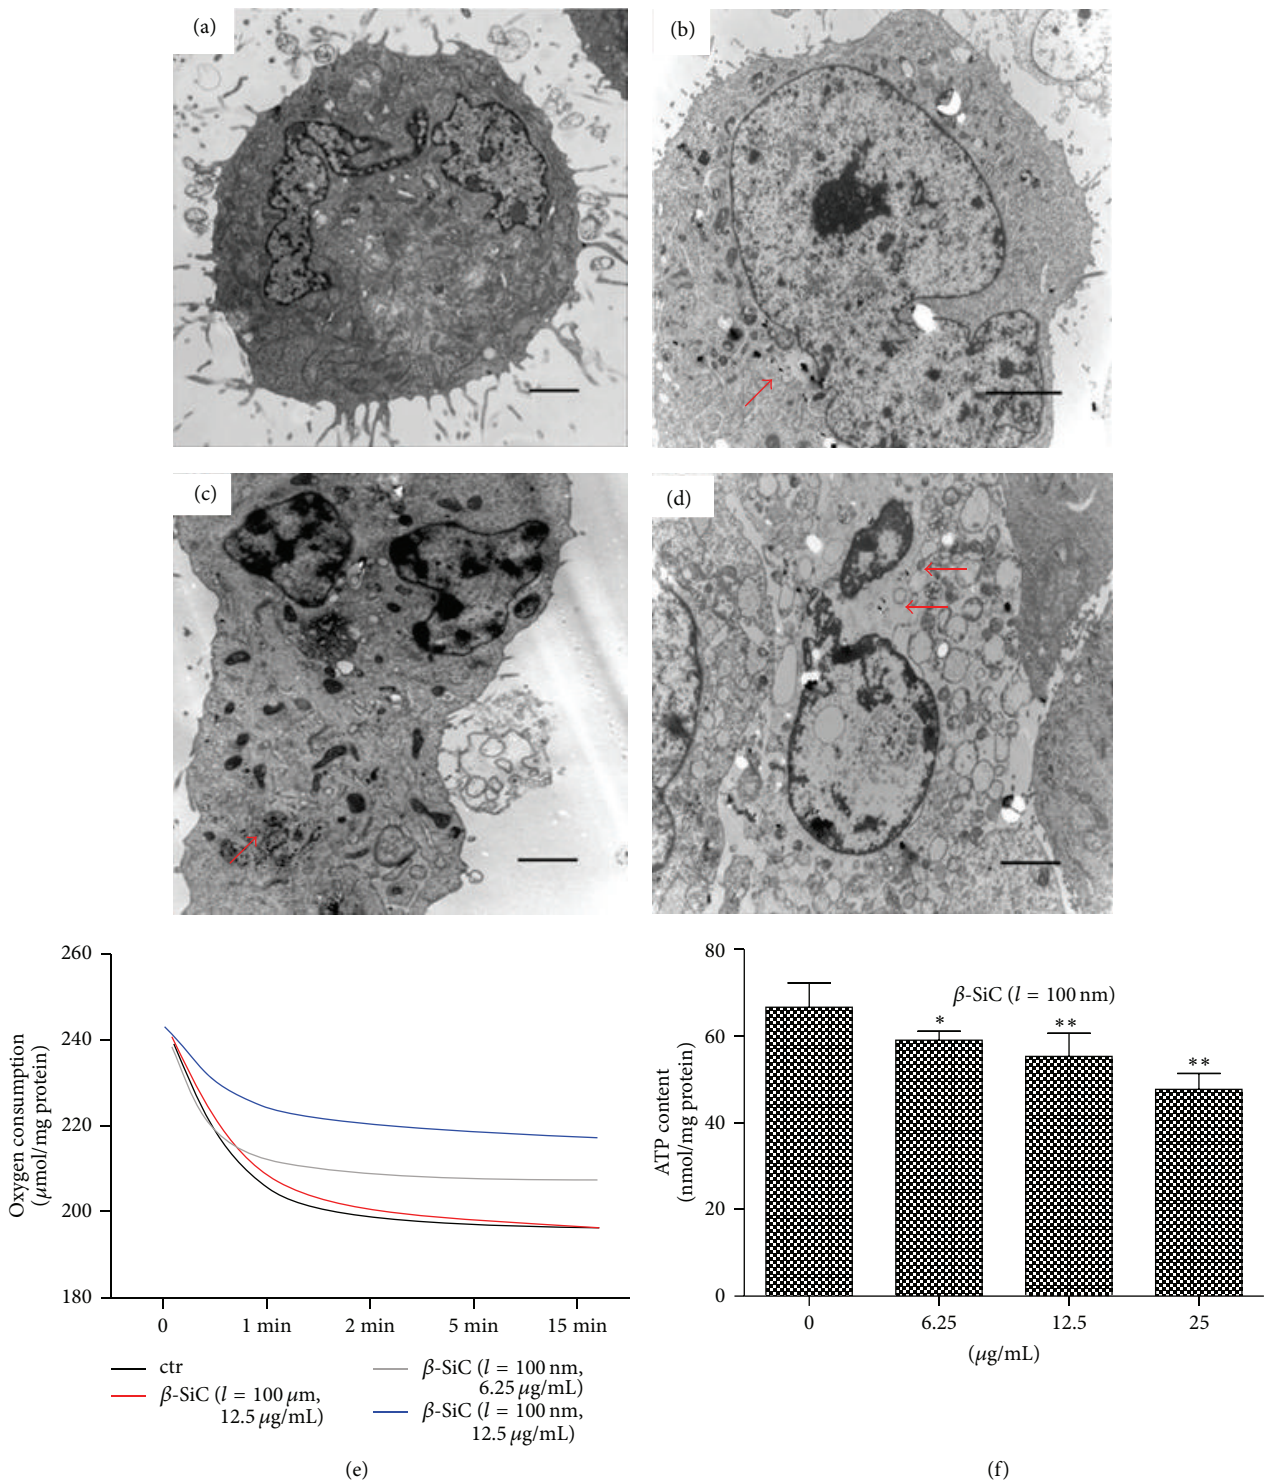 (a)
(b)
(c)
(d)
260
240
220
200
180
Oxygen consumption
(μmol/mg protein)
0
1 min
2 min
5 min
15 min
ctr
β-SiC (l = 100 μm,
12.5 μg/mL)
β-SiC (l = 100 nm,
6.25 μg/mL)
β-SiC (l = 100 nm,
12.5 μg/mL)
(e)
80
60
40
20
0
ATP content
(nmol/mg protein)
β-SiC (l = 100 nm)
*
**
**
0
6.25
12.5
25
(μg/mL)
(f)